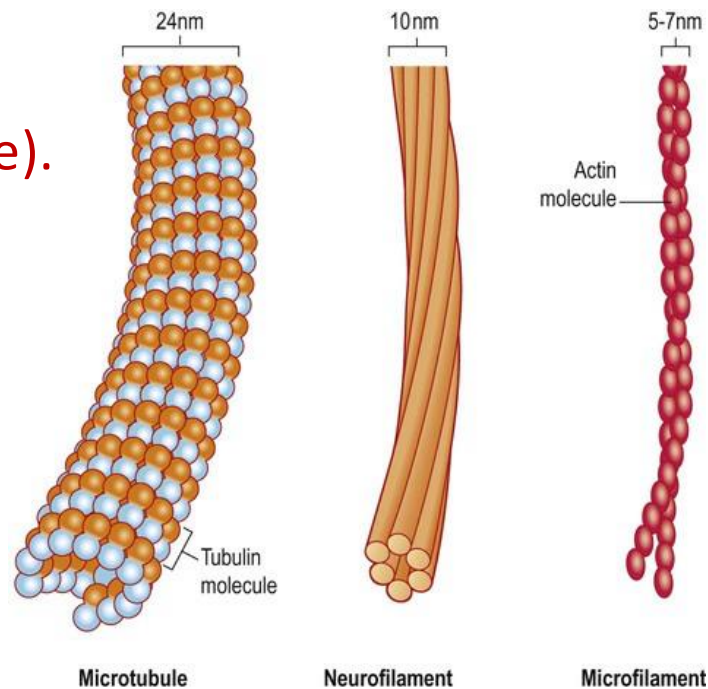 24nm
10nm
5-7nm
e).
Actin
molecule
Tubulin
molecule
Microtubule
Neurofilament
Microfilament